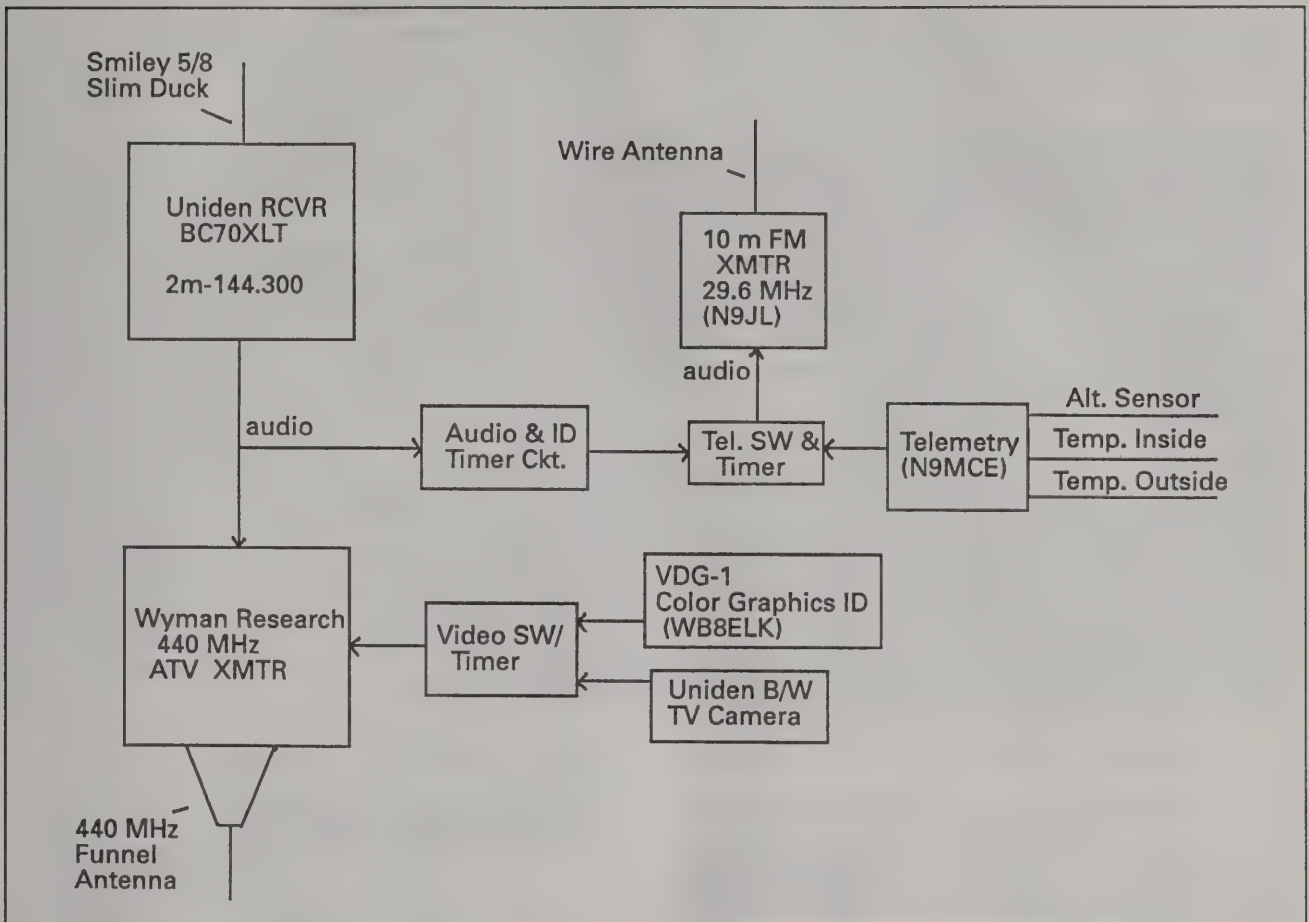 Smiley 5/8
Slim Duck
Uniden RCVR
BC70XLT
2m-144.300
Wire Antenna
10 m FM
XMTR
29.6 MHz
(N9JL)
audio
audio
Audio & ID
Timer Ckt.
Tel. SW &
Timer
Telemetry
(N9MCE)
Alt. Sensor
Temp. Inside
Temp. Outside
Wyman Research
440 MHz
ATV XMTR
Video SW/
Timer
VDG-1
Color Graphics ID
(WB8ELK)
Uniden B/W
TV Camera
440 MHz
Funnel
Antenna